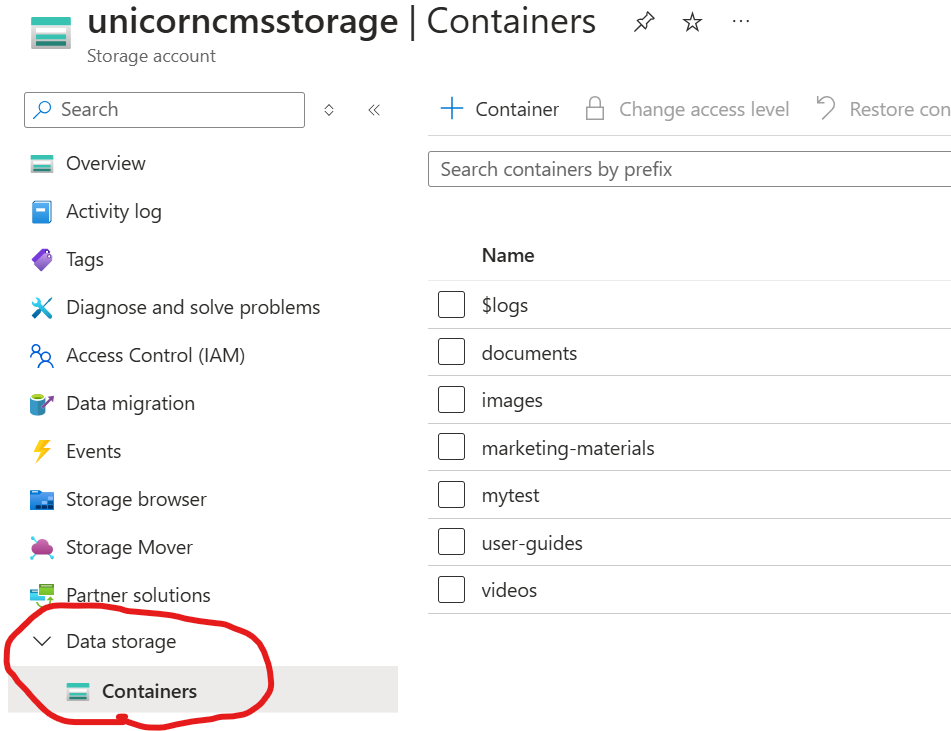 unicorncmsstorage | Containers
Storage account
Search
Overview
Activity log
Tags
Diagnose and solve problems
Access Control (IAM)
Data migration
Events
Storage browser
Storage Mover
Partner solutions
Data storage
Containers
Container
Change access level
Restore con
Search containers by prefix
Name
$logs
documents
images
marketing-materials
mytest
user-guides
videos